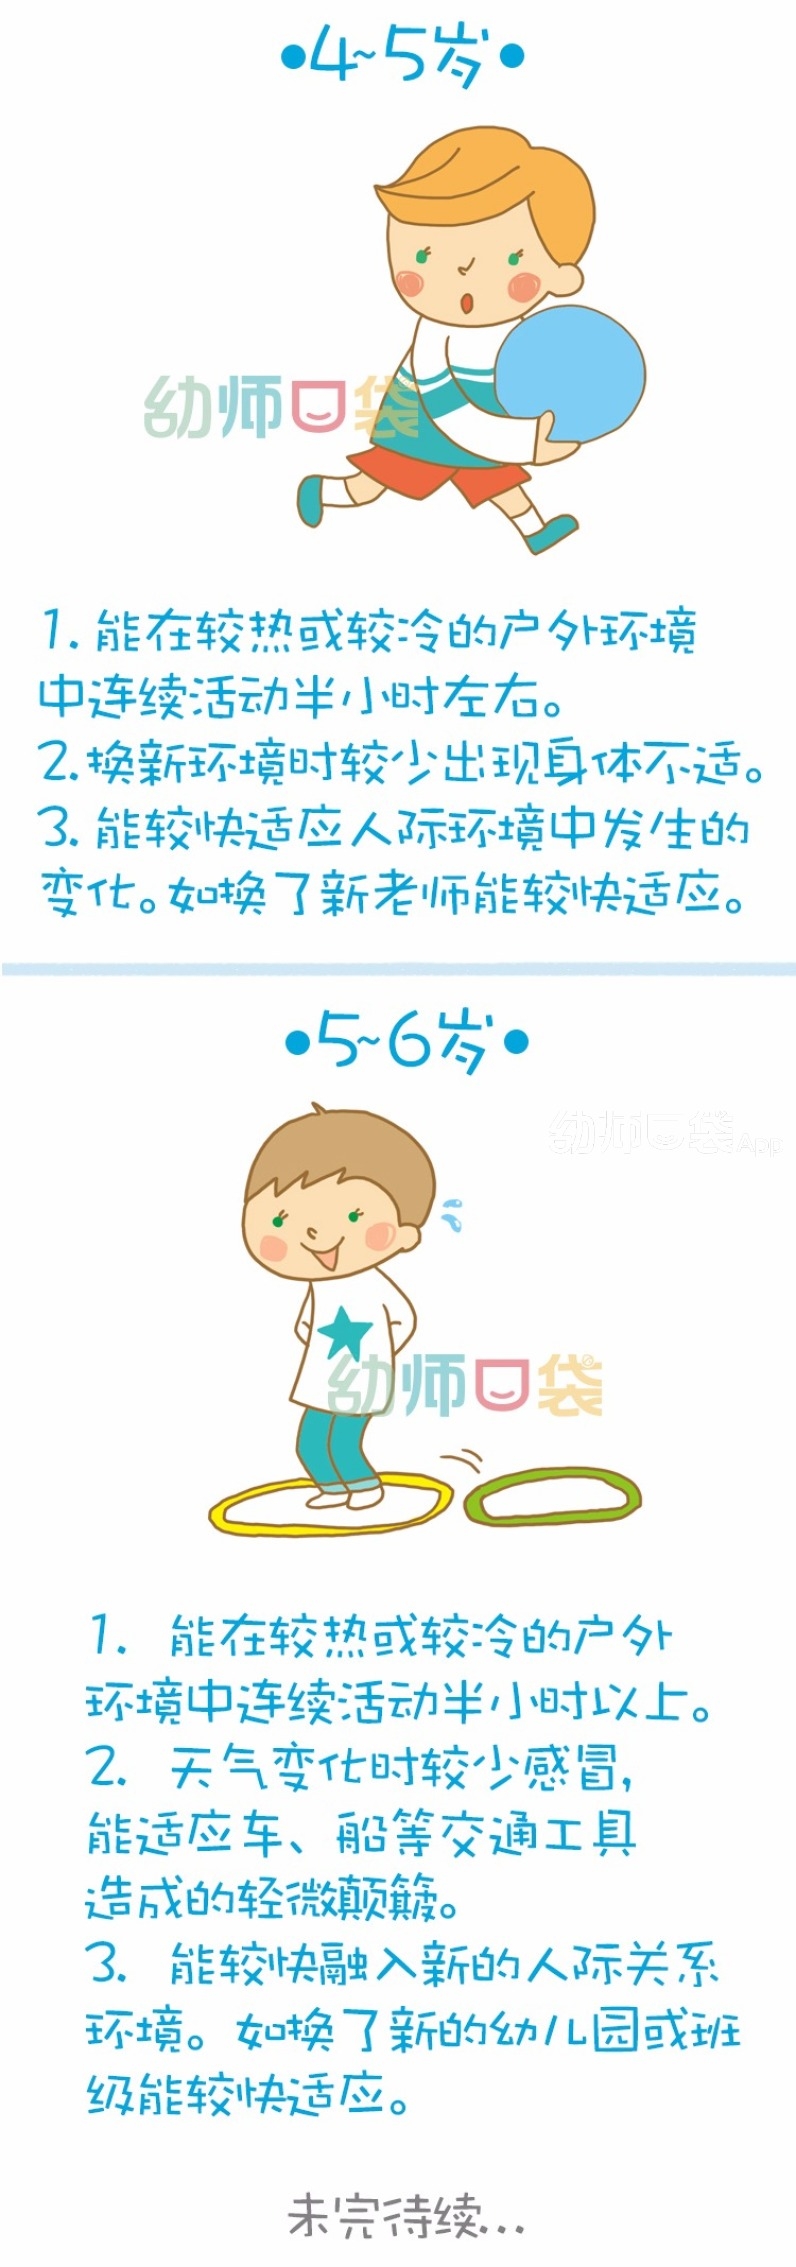 •4~5岁•
幼师口袋
1. 能在较热或较冷的户外环境
中连续活动半小时左右。
2.换新环境时较少出现身体不适。
3. 能较快适应人际环境中发生的
变化。如换了新老师能较快适应。
•5~6岁•
幼师口袋App
幼师口袋
1. 能在较热或较冷的户外
环境中连续活动半小时以上。
2. 天气变化时较少感冒，
能适应车、船等交通工具
造成的轻微颠簸。
3. 能较快融入新的人际关系
环境。如换了新的幼儿园或班
级能较快适应。
未完待续...